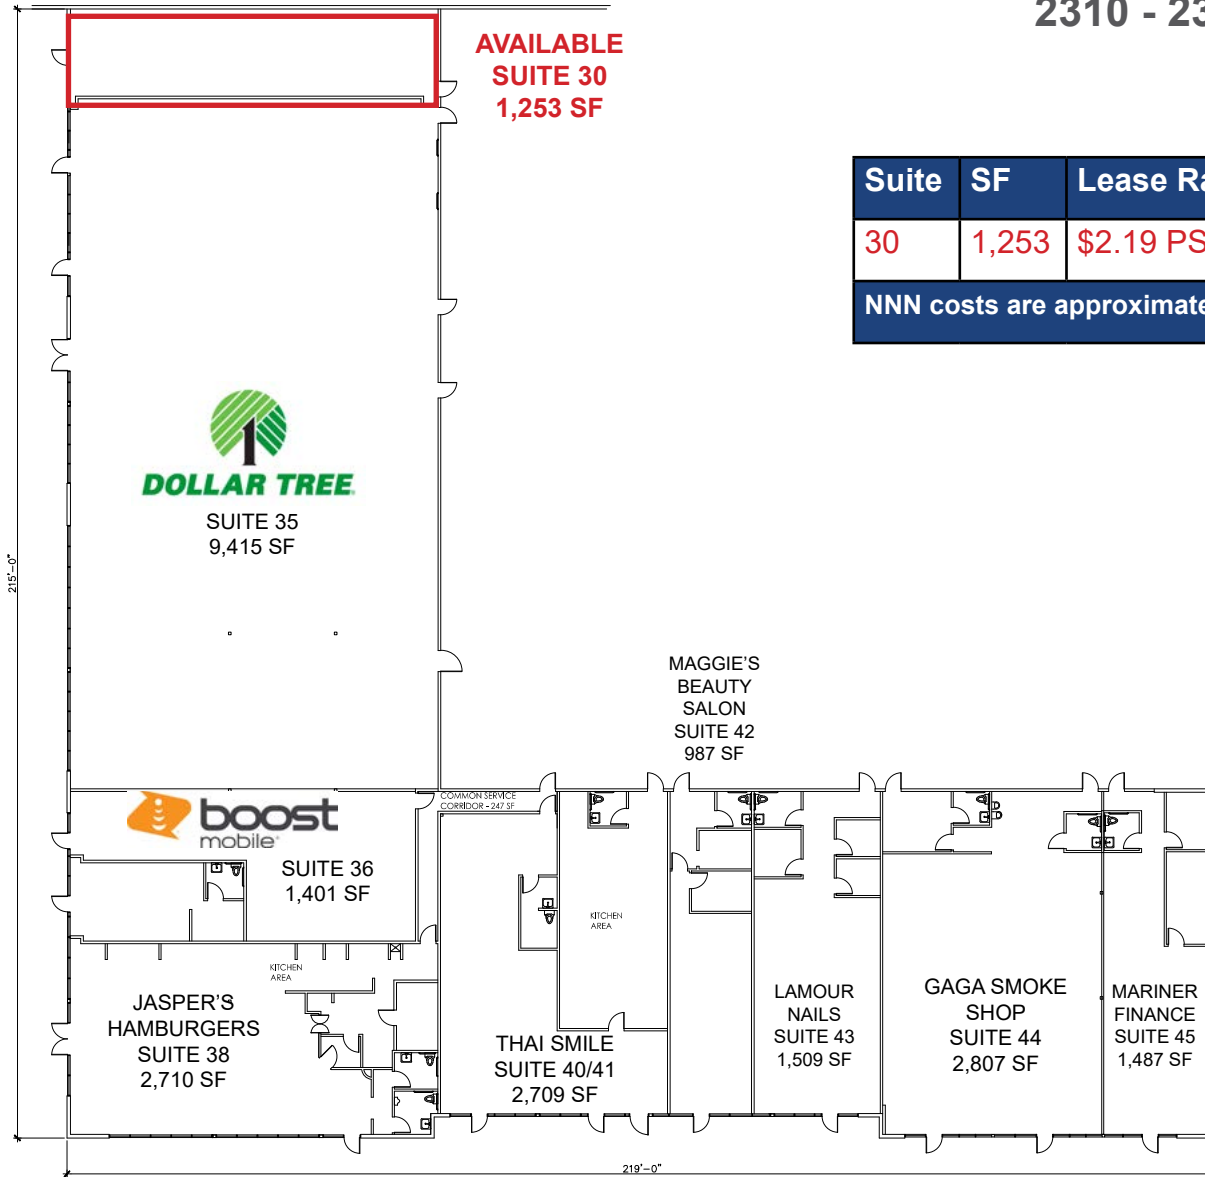 2310 - 23
AVAILABLE
SUITE 30
1,253 SF
Suite SF Lease Ra
30 1,253 $2.19 PS
NNN costs are approximate
1
DOLLAR TREE
SUITE 35
9,415 SF
215'-0"
MAGGIE'S
BEAUTY
SALON
SUITE 42
987 SF
boost
mobile
SUITE 36
1,401 SF
COMMON SERVICE
CORRIDOR - 247 SF
KITCHEN
AREA
KITCHEN
AREA
JASPER'S
HAMBURGERS
SUITE 38
2,710 SF
THAI SMILE
SUITE 40/41
2,709 SF
LAMOUR
NAILS
SUITE 43
1,509 SF
GAGA SMOKE
SHOP
SUITE 44
2,807 SF
MARINER
FINANCE
SUITE 45
1,487 SF
219'-0"